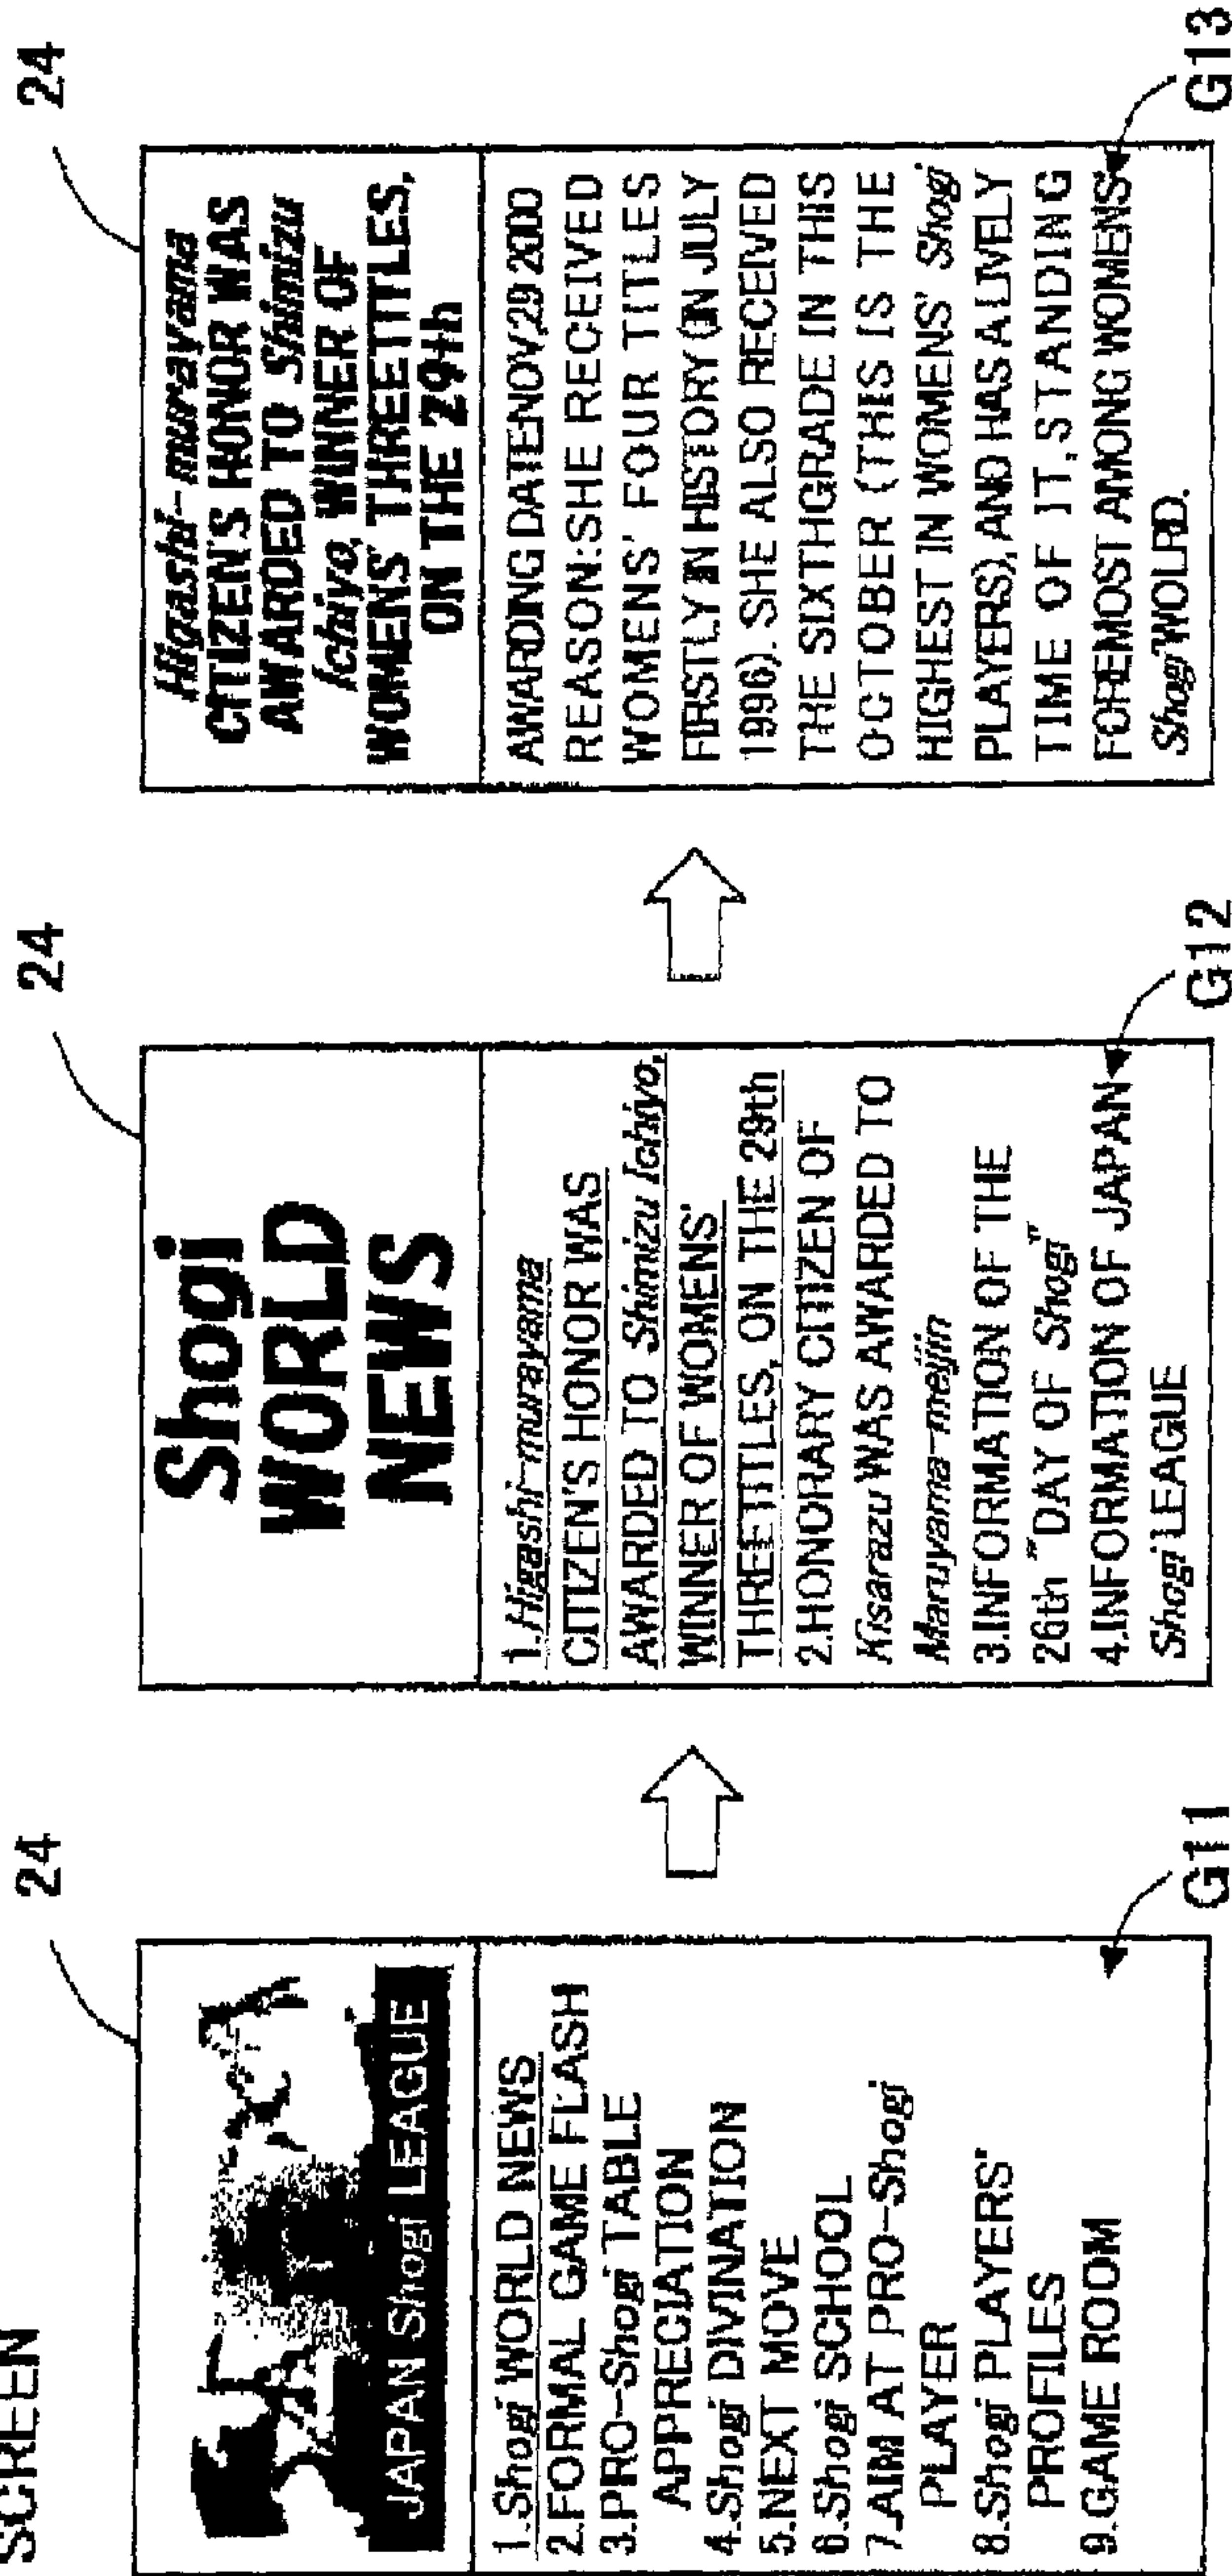 SCREEN
24
JAPAN Shogi LEAGUE
1.Shogi WORLD NEWS
2.FORMAL GAME FLASH
3.PRO-Shogi TABLE
APPRECIATION
4.Shogi DIVINATION
5.NEXT MOVE
6.Shogi SCHOOL
7.AIM AT PRO-Shogi
PLAYER
8.Shogi PLAYERS'
PROFILES
9.GAME ROOM
G11
24
Shogi
WORLD
NEWS
1.Higashi-murayama
CITIZEN'S HONOR WAS
AWARDED TO Shimizu Ichiyo,
WINNER OF WOMENS'
THREETITLES, ON THE 29th
2.HONORARY CITIZEN OF
Kisarazu WAS AWARDED TO
Maruyama-meijin
3.INFORMATION OF THE
26th "DAY OF Shogi"
4.INFORMATION OF JAPAN
Shogi LEAGUE
G12
24
Higashi-murayama
CITIZEN'S HONOR WAS
AWARDED TO Shimizu
Ichiyo, WINNER OF
WOMENS' THREETITLES,
ON THE 29th
AWARDING DATE:NOV,29 2000
REASON:SHE RECEIVED
WOMENS' FOUR TITLES
FIRSTLY IN HISTORY (IN JULY
1996). SHE ALSO RECEIVED
THE SIXTHGRADE IN THIS
OCTOBER (THIS IS THE
HIGHEST IN WOMENS' Shogi
PLAYERS), AND HAS A LIVELY
TIME OF IT,STANDING
FOREMOST AMONG WOMENS'
Shogi WOLRD.
G13